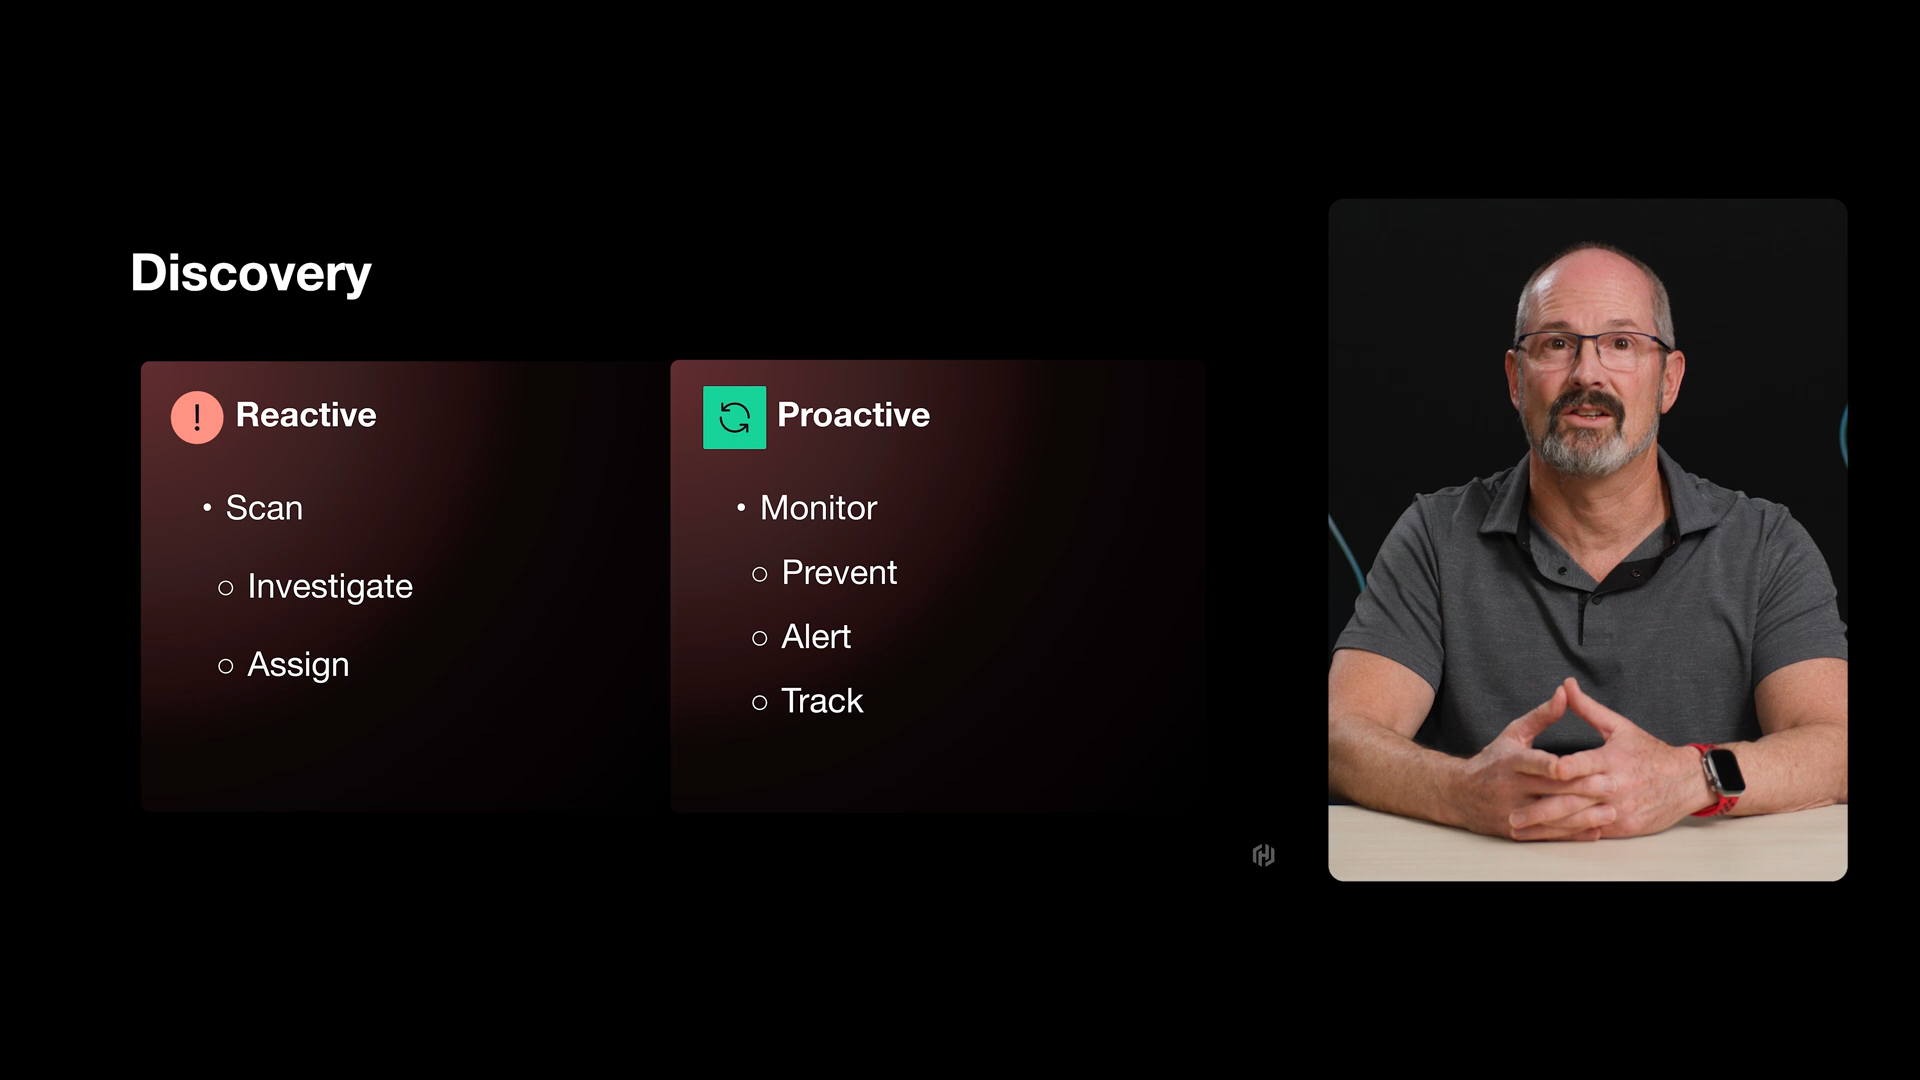 Discovery
! Reactive
• Scan
○ Investigate
○ Assign
Proactive
• Monitor
○ Prevent
○ Alert
○ Track